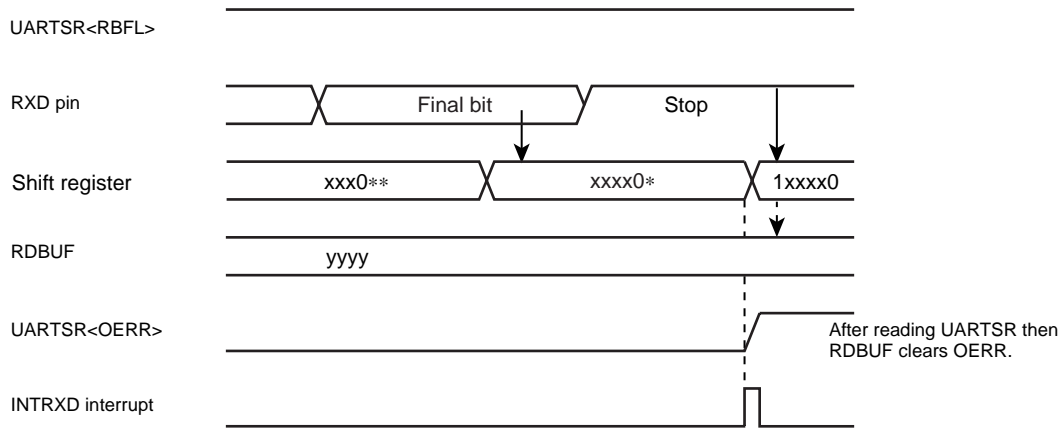 UARTSR<RBFL>
RXD pin
Final bit
Stop
Shift register
xxx0**
xxxx0*
1xxxx0
RDBUF
yyyy
UARTSR<OERR>
After reading UARTSR then
RDBUF clears OERR.
INTRXD interrupt